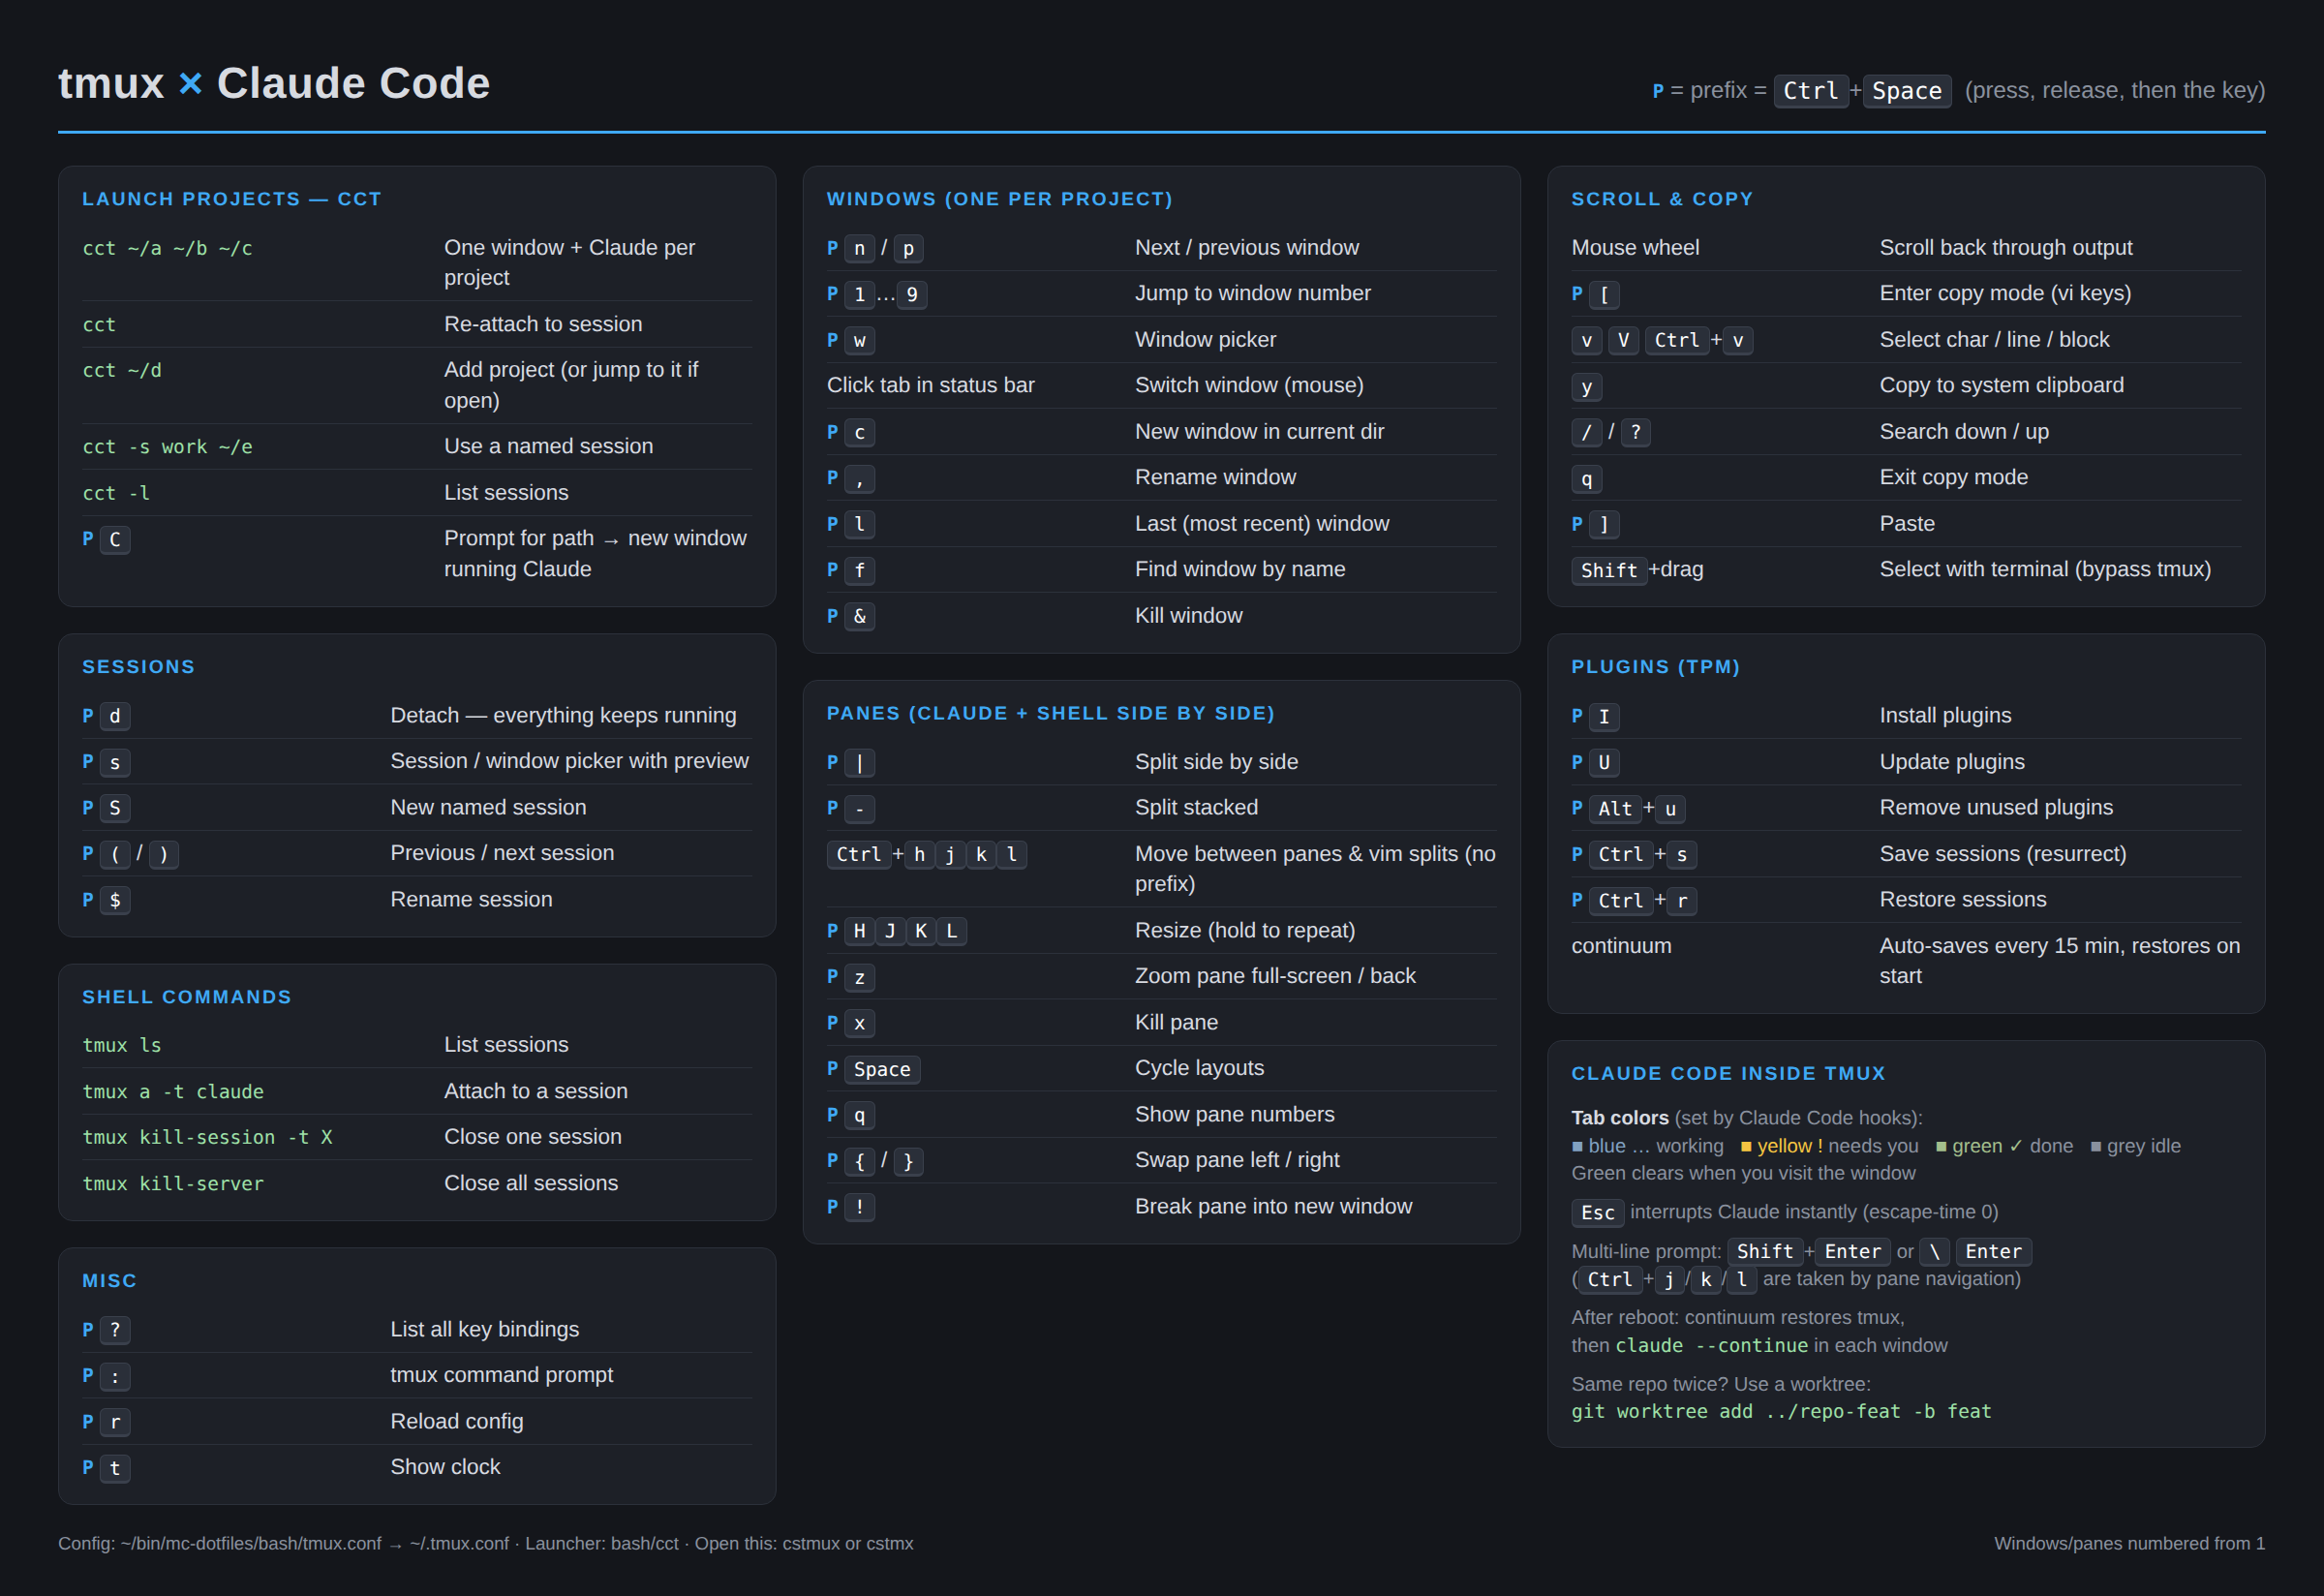 tmux × Claude Code
P = prefix = Ctrl+Space (press, release, then the key)
LAUNCH PROJECTS — CCT
cct ~/a ~/b ~/c One window + Claude per
project
cct Re-attach to session
cct ~/d Add project (or jump to it if
open)
cct -s work ~/e Use a named session
cct -l List sessions
P C Prompt for path → new window
running Claude
SESSIONS
P d Detach — everything keeps running
P s Session / window picker with preview
P S New named session
P ( / ) Previous / next session
P $ Rename session
SHELL COMMANDS
tmux ls List sessions
tmux a -t claude Attach to a session
tmux kill-session -t X Close one session
tmux kill-server Close all sessions
MISC
P ? List all key bindings
P : tmux command prompt
P r Reload config
P t Show clock
WINDOWS (ONE PER PROJECT)
P n / p Next / previous window
P 1…9 Jump to window number
P w Window picker
Click tab in status bar Switch window (mouse)
P c New window in current dir
P , Rename window
P l Last (most recent) window
P f Find window by name
P & Kill window
PANES (CLAUDE + SHELL SIDE BY SIDE)
P | Split side by side
P - Split stacked
Ctrl+h j k l Move between panes & vim splits (no
prefix)
P H J K L Resize (hold to repeat)
P z Zoom pane full-screen / back
P x Kill pane
P Space Cycle layouts
P q Show pane numbers
P { / } Swap pane left / right
P ! Break pane into new window
SCROLL & COPY
Mouse wheel Scroll back through output
P [ Enter copy mode (vi keys)
v V Ctrl+v Select char / line / block
y Copy to system clipboard
/ / ? Search down / up
q Exit copy mode
P ] Paste
Shift+drag Select with terminal (bypass tmux)
PLUGINS (TPM)
P I Install plugins
P U Update plugins
P Alt+u Remove unused plugins
P Ctrl+s Save sessions (resurrect)
P Ctrl+r Restore sessions
continuum Auto-saves every 15 min, restores on
start
CLAUDE CODE INSIDE TMUX
Tab colors (set by Claude Code hooks):
■ blue … working ■ yellow ! needs you ■ green ✓ done ■ grey idle
Green clears when you visit the window
Esc interrupts Claude instantly (escape-time 0)
Multi-line prompt: Shift+Enter or \ Enter
(Ctrl+j/k/l are taken by pane navigation)
After reboot: continuum restores tmux,
then claude --continue in each window
Same repo twice? Use a worktree:
git worktree add ../repo-feat -b feat
Config: ~/bin/mc-dotfiles/bash/tmux.conf → ~/.tmux.conf · Launcher: bash/cct · Open this: cstmux or cstmx
Windows/panes numbered from 1